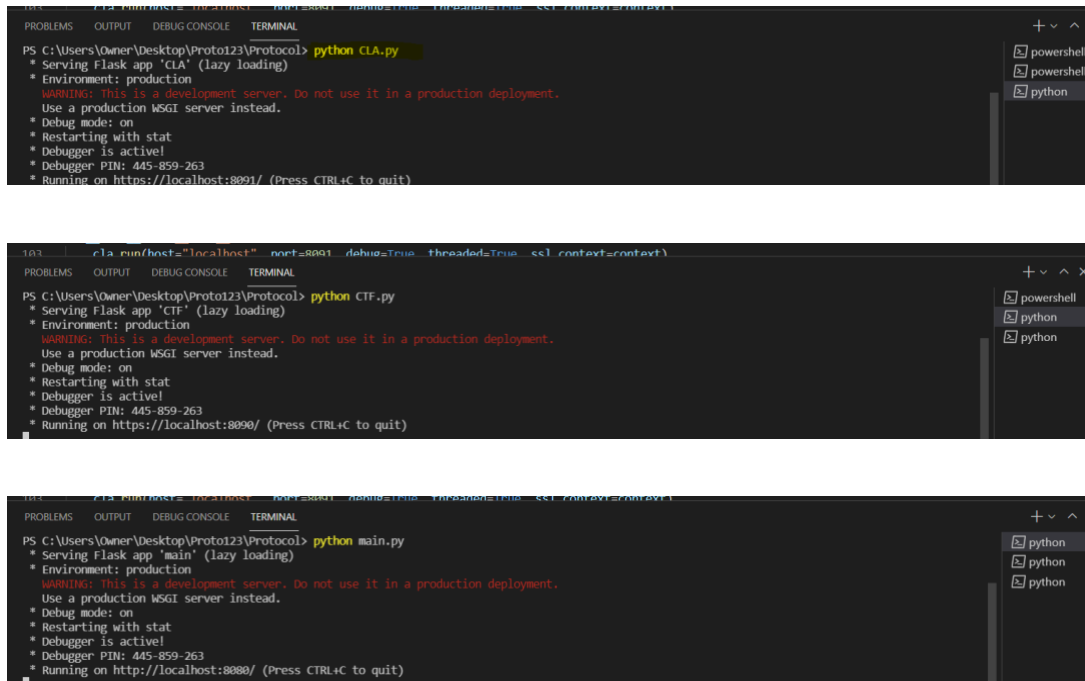 PROBLEMS OUTPUT DEBUG CONSOLE TERMINAL
PS C:\Users\Owner\Desktop\Proto123\Protocol> python CLA.py
* Serving Flask app 'CLA' (lazy loading)
* Environment: production
WARNING: This is a development server. Do not use it in a production deployment.
Use a production WSGI server instead.
* Debug mode: on
* Restarting with stat
* Debugger is active!
* Debugger PIN: 445-859-263
* Running on https://localhost:8091/ (Press CTRL+C to quit)
powershell
powershell
python
103 cla.run(host="localhost", port=8091, debug=True, threaded=True, ssl_context=context)
PROBLEMS OUTPUT DEBUG CONSOLE TERMINAL
PS C:\Users\Owner\Desktop\Proto123\Protocol> python CTF.py
* Serving Flask app 'CTF' (lazy loading)
* Environment: production
WARNING: This is a development server. Do not use it in a production deployment.
Use a production WSGI server instead.
* Debug mode: on
* Restarting with stat
* Debugger is active!
* Debugger PIN: 445-859-263
* Running on https://localhost:8090/ (Press CTRL+C to quit)
powershell
python
python
PROBLEMS OUTPUT DEBUG CONSOLE TERMINAL
PS C:\Users\Owner\Desktop\Proto123\Protocol> python main.py
* Serving Flask app 'main' (lazy loading)
* Environment: production
WARNING: This is a development server. Do not use it in a production deployment.
Use a production WSGI server instead.
* Debug mode: on
* Restarting with stat
* Debugger is active!
* Debugger PIN: 445-859-263
* Running on http://localhost:8080/ (Press CTRL+C to quit)
python
python
python